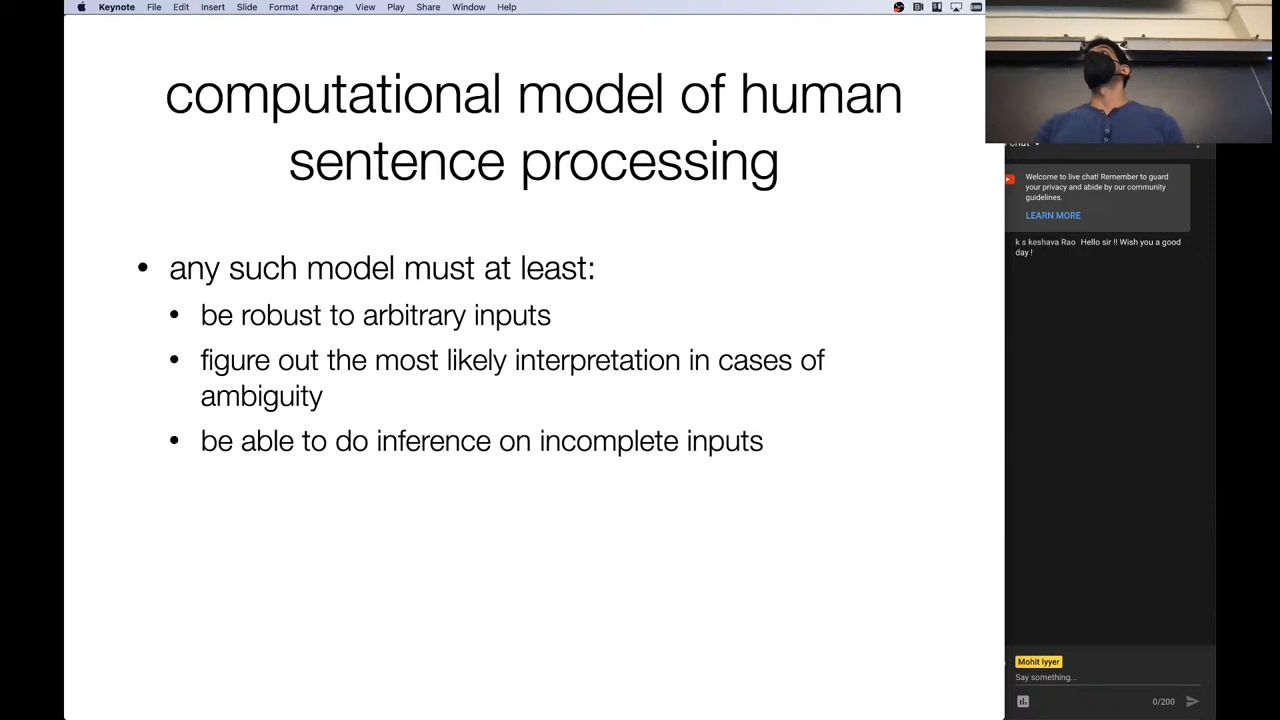 Keynote File Edit Insert Slide Format Arrange View Play Share Window Help
computational model of human
sentence processing
• any such model must at least:
• be robust to arbitrary inputs
• figure out the most likely interpretation in cases of
ambiguity
• be able to do inference on incomplete inputs
Welcome to live chat! Remember to guard
your privacy and abide by our community
guidelines.
LEARN MORE
k s keshava Rao Hello sir !! Wish you a good
day !
Mohit Iyyer
Say something...
0/200